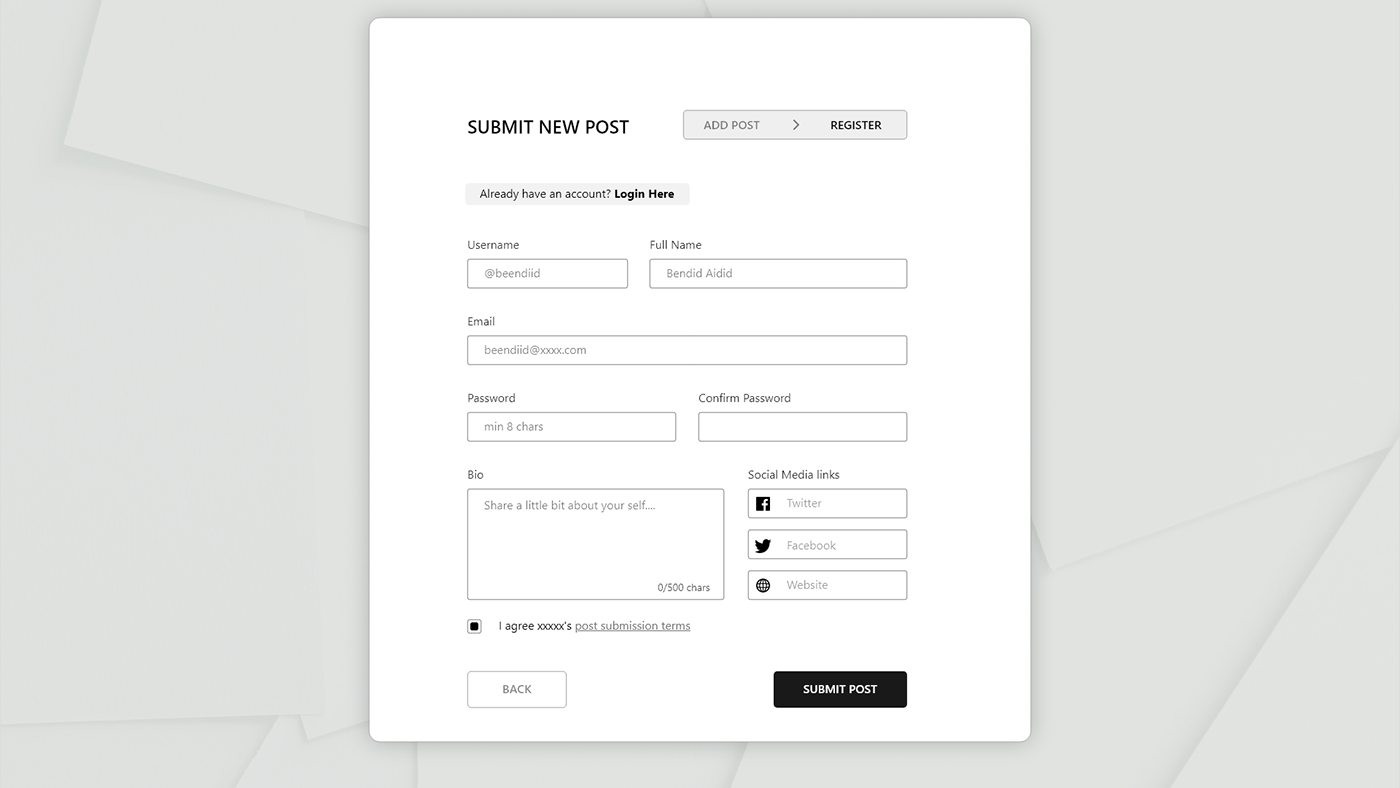 SUBMIT NEW POST
ADD POST > REGISTER
Already have an account? Login Here
Username
Full Name
@beendiid
Bendid Aidid
Email
beendiid@xxxx.com
Password
Confirm Password
min 8 chars
Bio
Social Media links
Share a little bit about your self....
Twitter
Facebook
Website
0/500 chars
I agree xxxxx's post submission terms
BACK
SUBMIT POST